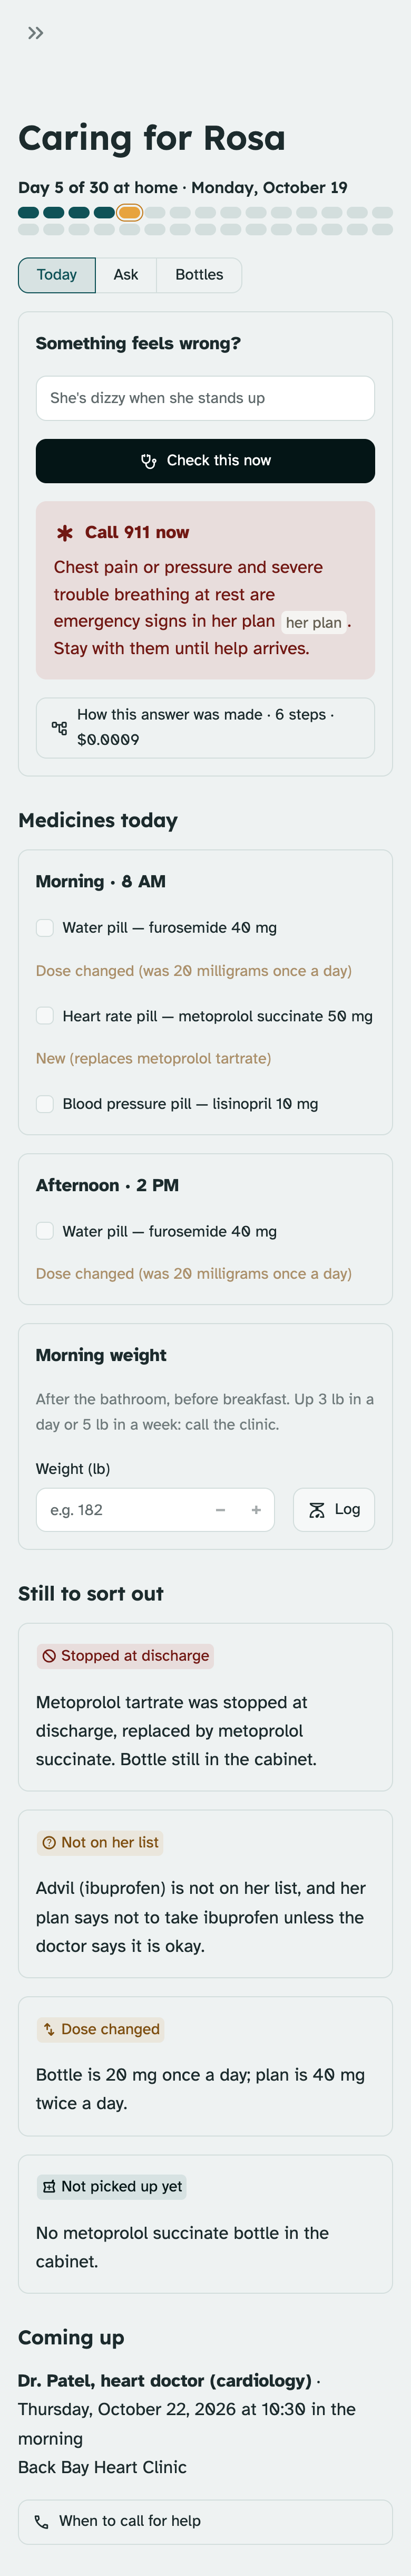 Caring for Rosa
Day 5 of 30 at home · Monday, October 19
Today
Ask
Bottles
Something feels wrong?
She's dizzy when she stands up
Check this now
Call 911 now
Chest pain or pressure and severe
trouble breathing at rest are
emergency signs in her plan her plan .
Stay with them until help arrives.
How this answer was made · 6 steps ·
$0.0009
Medicines today
Morning · 8 AM
Water pill — furosemide 40 mg
Dose changed (was 20 milligrams once a day)
Heart rate pill — metoprolol succinate 50 mg
New (replaces metoprolol tartrate)
Blood pressure pill — lisinopril 10 mg
Afternoon · 2 PM
Water pill — furosemide 40 mg
Dose changed (was 20 milligrams once a day)
Morning weight
After the bathroom, before breakfast. Up 3 lb in a
day or 5 lb in a week: call the clinic.
Weight (lb)
e.g. 182
Log
Still to sort out
Stopped at discharge
Metoprolol tartrate was stopped at
discharge, replaced by metoprolol
succinate. Bottle still in the cabinet.
Not on her list
Advil (ibuprofen) is not on her list, and her
plan says not to take ibuprofen unless the
doctor says it is okay.
Dose changed
Bottle is 20 mg once a day; plan is 40 mg
twice a day.
Not picked up yet
No metoprolol succinate bottle in the
cabinet.
Coming up
Dr. Patel, heart doctor (cardiology) ·
Thursday, October 22, 2026 at 10:30 in the
morning
Back Bay Heart Clinic
When to call for help